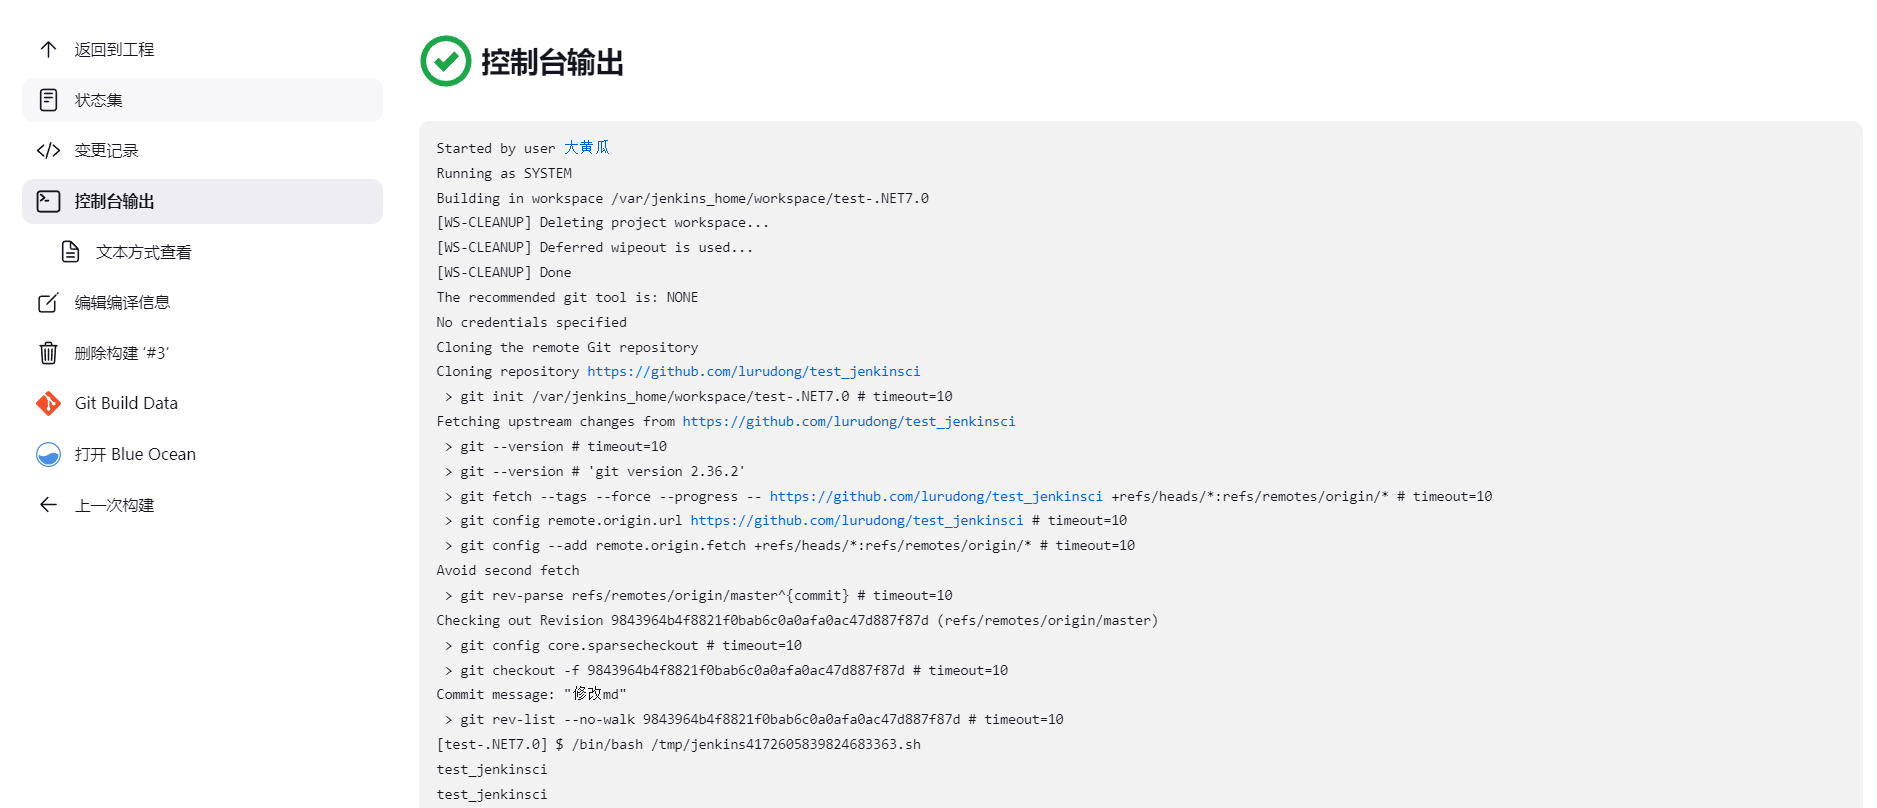 返回到工程
状态集
变更记录
控制台输出
文本方式查看
编辑编译信息
删除构建 ‘#3’
Git Build Data
打开 Blue Ocean
上一次构建
控制台输出
Started by user 大黄瓜
Running as SYSTEM
Building in workspace /var/jenkins_home/workspace/test-.NET7.0
[WS-CLEANUP] Deleting project workspace...
[WS-CLEANUP] Deferred wipeout is used...
[WS-CLEANUP] Done
The recommended git tool is: NONE
No credentials specified
Cloning the remote Git repository
Cloning repository https://github.com/lurudong/test_jenkinsci
 > git init /var/jenkins_home/workspace/test-.NET7.0 # timeout=10
Fetching upstream changes from https://github.com/lurudong/test_jenkinsci
 > git --version # timeout=10
 > git --version # 'git version 2.36.2'
 > git fetch --tags --force --progress -- https://github.com/lurudong/test_jenkinsci +refs/heads/*:refs/remotes/origin/* # timeout=10
 > git config remote.origin.url https://github.com/lurudong/test_jenkinsci # timeout=10
 > git config --add remote.origin.fetch +refs/heads/*:refs/remotes/origin/* # timeout=10
Avoid second fetch
 > git rev-parse refs/remotes/origin/master^{commit} # timeout=10
Checking out Revision 9843964b4f8821f0bab6c0a0afa0ac47d887f87d (refs/remotes/origin/master)
 > git config core.sparsecheckout # timeout=10
 > git checkout -f 9843964b4f8821f0bab6c0a0afa0ac47d887f87d # timeout=10
Commit message: "修改md"
 > git rev-list --no-walk 9843964b4f8821f0bab6c0a0afa0ac47d887f87d # timeout=10
[test-.NET7.0] $ /bin/bash /tmp/jenkins4172605839824683363.sh
test_jenkinsci
test_jenkinsci